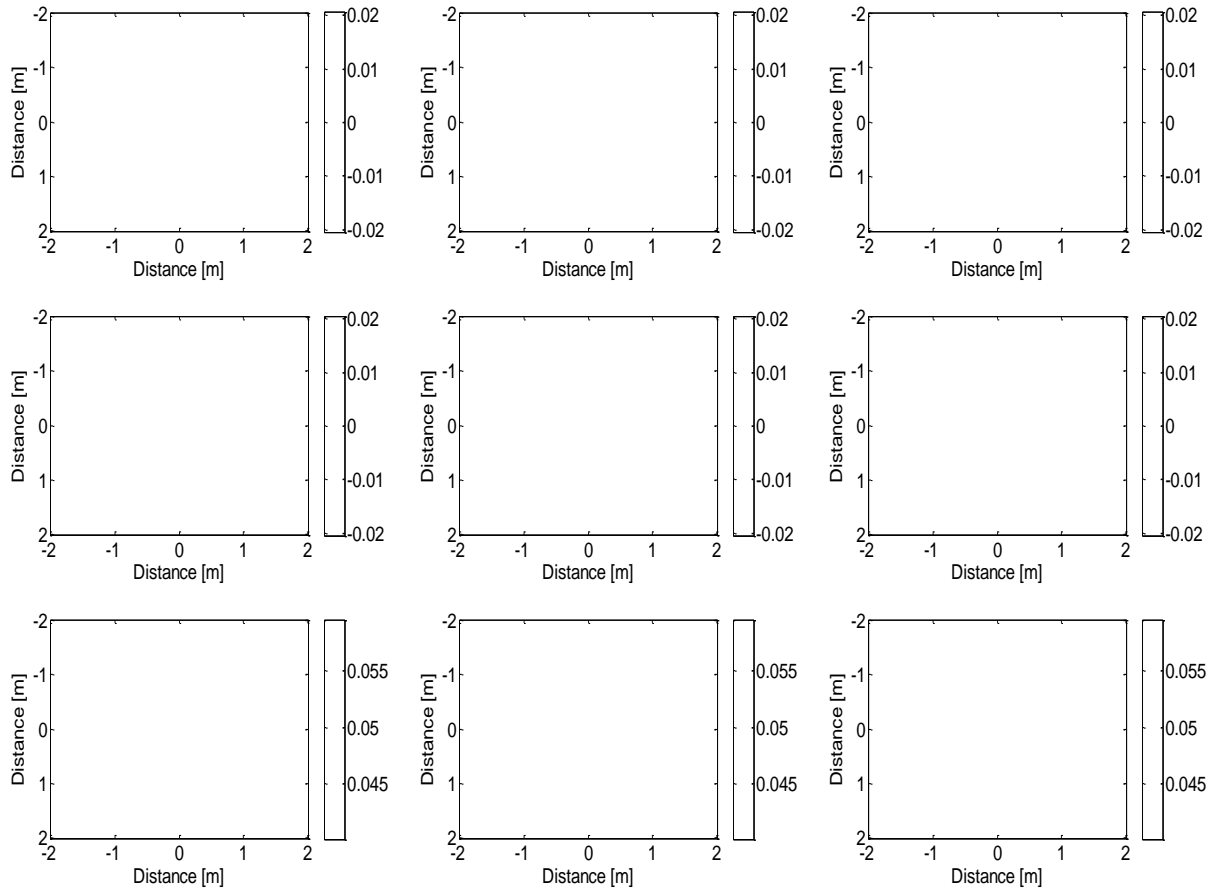 -2 0.02 -2 0.02 -2 0.02
-1 0.01 -1 0.01 -1 0.01
Distance [m] 0 0 Distance [m] 0 0 Distance [m] 0 0
1 -0.01 1 -0.01 1 -0.01
2 -0.02 2 -0.02 2 -0.02
-2 -1 0 1 2 -2 -1 0 1 2 -2 -1 0 1 2
Distance [m] Distance [m] Distance [m]
-2 0.02 -2 0.02 -2 0.02
-1 0.01 -1 0.01 -1 0.01
Distance [m] 0 0 Distance [m] 0 0 Distance [m] 0 0
1 -0.01 1 -0.01 1 -0.01
2 -0.02 2 -0.02 2 -0.02
-2 -1 0 1 2 -2 -1 0 1 2 -2 -1 0 1 2
Distance [m] Distance [m] Distance [m]
-2 -2 -2
-1 0.055 -1 0.055 -1 0.055
Distance [m] 0 0.05 Distance [m] 0 0.05 Distance [m] 0 0.05
1 0.045 1 0.045 1 0.045
2 2 2
-2 -1 0 1 2 -2 -1 0 1 2 -2 -1 0 1 2
Distance [m] Distance [m] Distance [m]